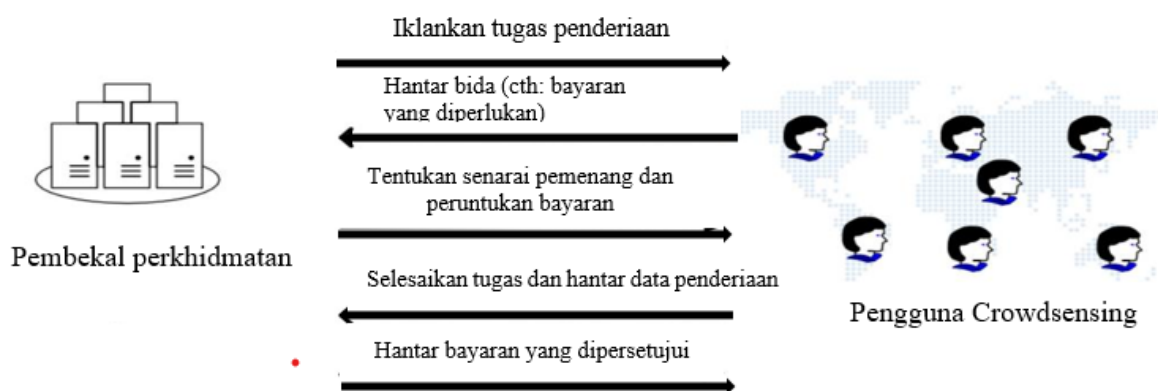 Iklankan tugas penderiaan
Hantar bida (cth: bayaran
yang diperlukan)
Tentukan senarai pemenang dan
peruntukan bayaran
Pembekal perkhidmatan
Selesaikan tugas dan hantar data penderiaan
Pengguna Crowdsensing
Hantar bayaran yang dipersetujui